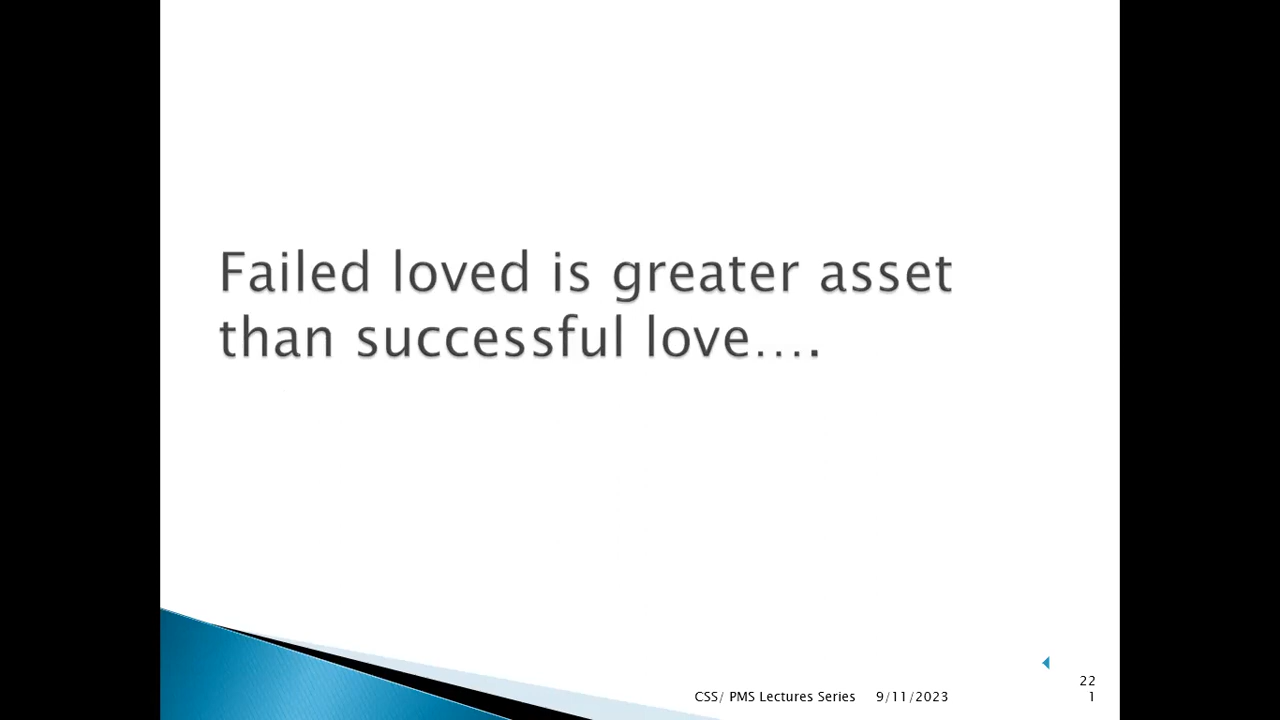 Failed loved is greater asset
than successful love….
CSS/ PMS Lectures Series 9/11/2023
22
1